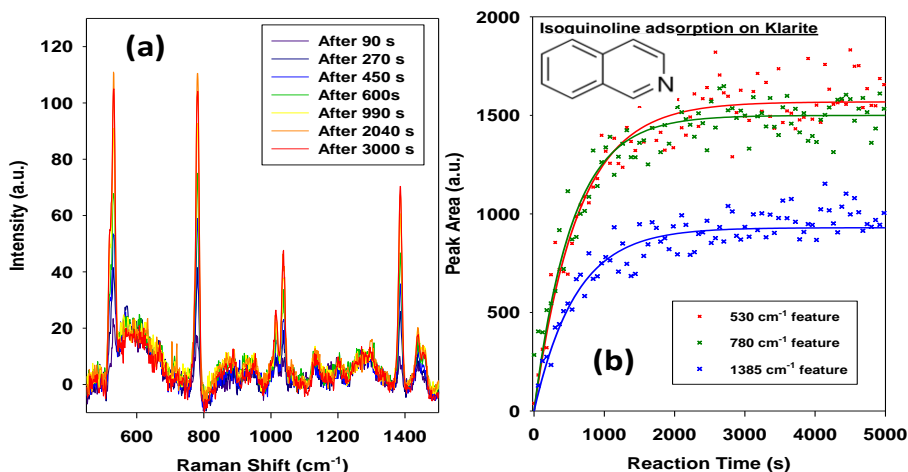 (a)
After 90 s
After 270 s
After 450 s
After 600s
After 990 s
After 2040 s
After 3000 s
120
100
80
60
40
20
0
Intensity (a.u.)
600
800
1000
1200
1400
Raman Shift (cm⁻¹)
Isoquinoline adsorption on Klarite
N
2000
1500
1000
500
0
Peak Area (a.u.)
530 cm⁻¹ feature
780 cm⁻¹ feature
1385 cm⁻¹ feature
(b)
0
1000
2000
3000
4000
5000
Reaction Time (s)